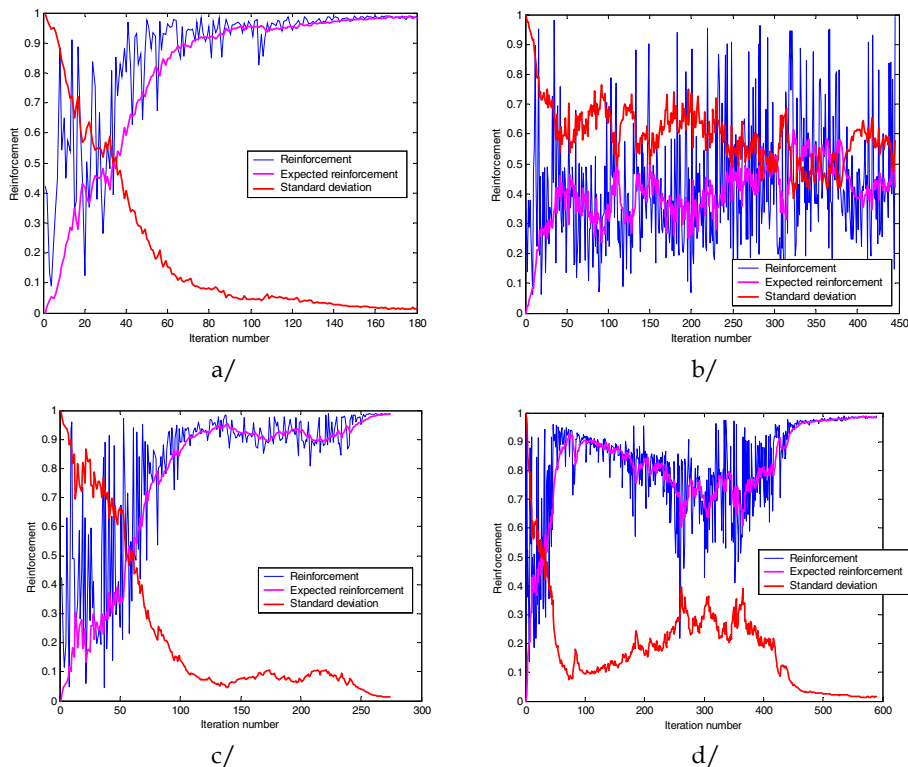 1
0.9
0.8
0.7
0.6
0.5
0.4
0.3
0.2
0.1
0
Reinforcement
Reinforcement
Expected reinforcement
Standard deviation
0 20 40 60 80 100 120 140 160 180
Iteration number
a/
1
0.9
0.8
0.7
0.6
0.5
0.4
0.3
0.2
0.1
0
Reinforcement
Reinforcement
Expected reinforcement
Standard deviation
0 50 100 150 200 250 300 350 400 450
Iteration number
b/
1
0.9
0.8
0.7
0.6
0.5
0.4
0.3
0.2
0.1
0
Reinforcement
Reinforcement
Expected reinforcement
Standard deviation
0 50 100 150 200 250 300
Iteration number
c/
1
0.9
0.8
0.7
0.6
0.5
0.4
0.3
0.2
0.1
0
Reinforcement
Reinforcement
Expected reinforcement
Standard deviation
0 100 200 300 400 500 600
Iteration number
d/